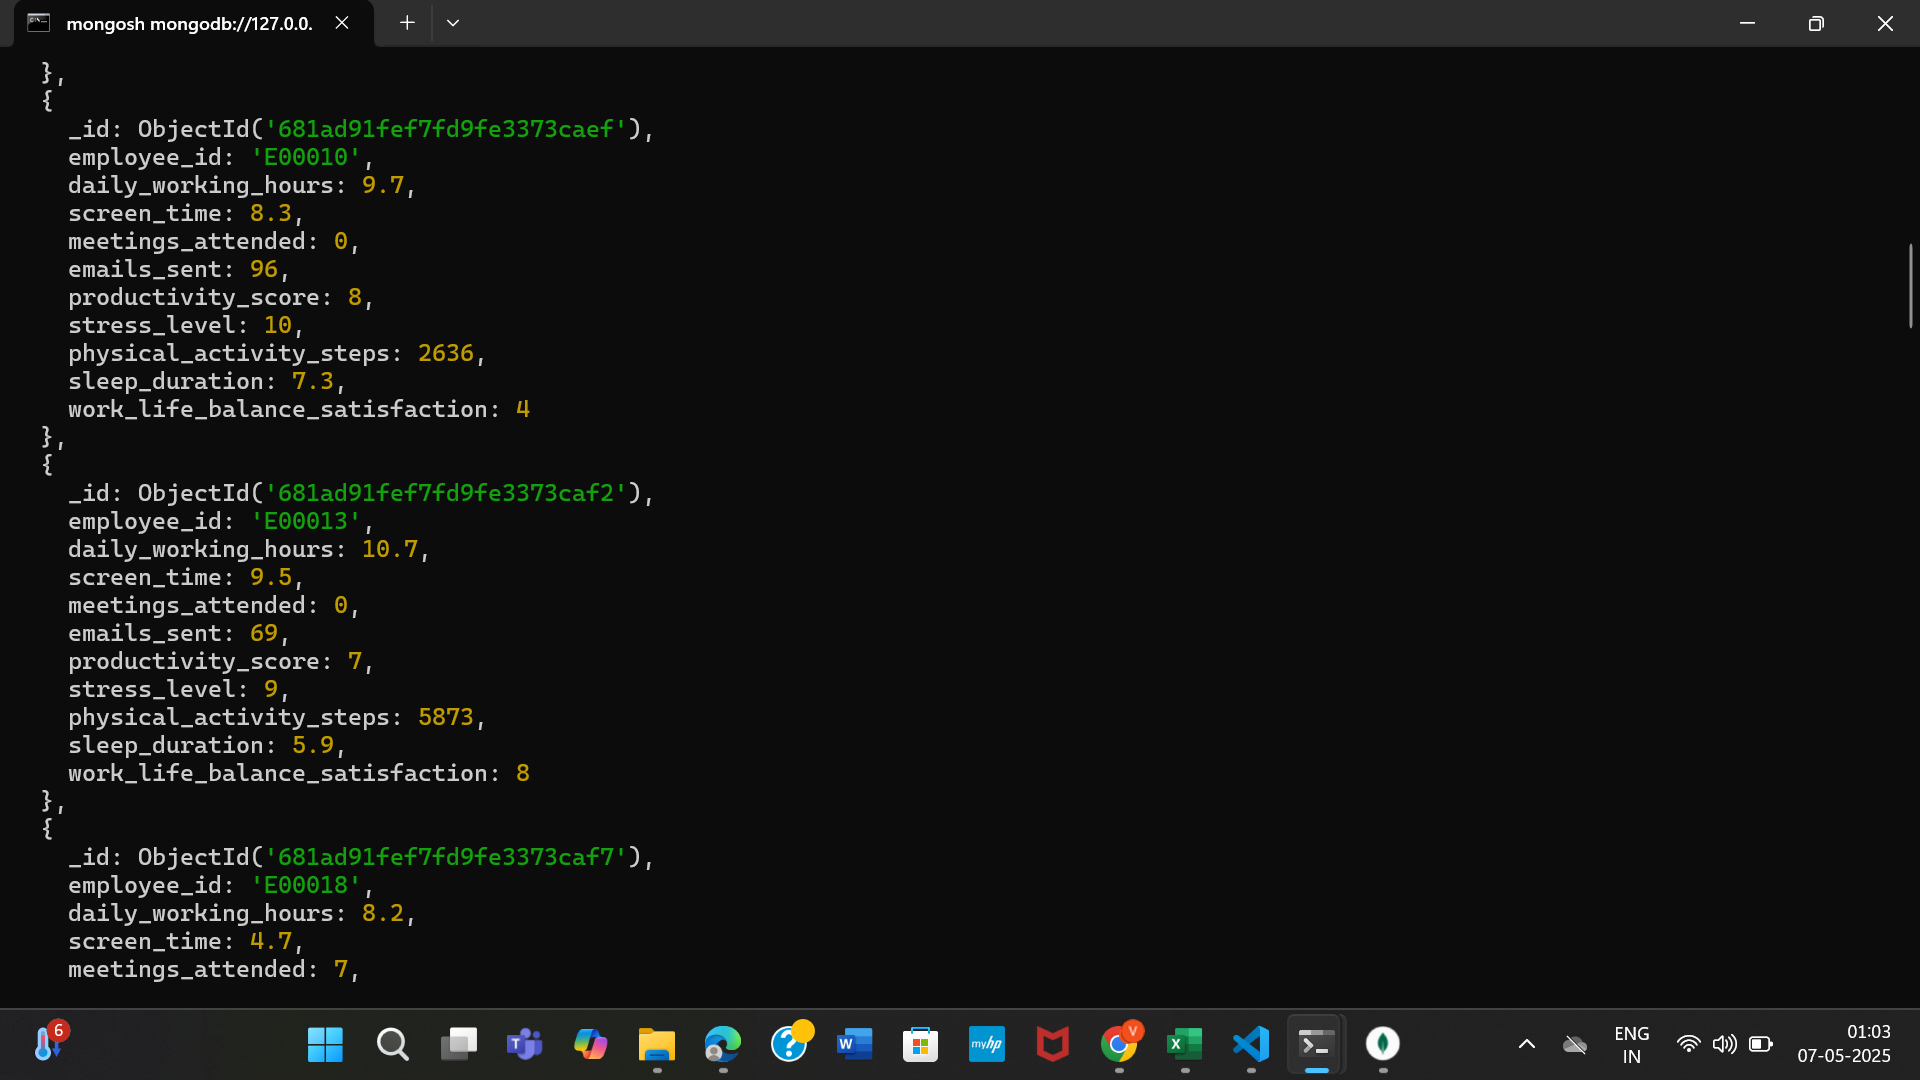 mongosh mongodb://127.0.0.
},
{
_id: ObjectId('681ad91fef7fd9fe3373caef'),
employee_id: 'E00010',
daily_working_hours: 9.7,
screen_time: 8.3,
meetings_attended: 0,
emails_sent: 96,
productivity_score: 8,
stress_level: 10,
physical_activity_steps: 2636,
sleep_duration: 7.3,
work_life_balance_satisfaction: 4
},
{
_id: ObjectId('681ad91fef7fd9fe3373caf2'),
employee_id: 'E00013',
daily_working_hours: 10.7,
screen_time: 9.5,
meetings_attended: 0,
emails_sent: 69,
productivity_score: 7,
stress_level: 9,
physical_activity_steps: 5873,
sleep_duration: 5.9,
work_life_balance_satisfaction: 8
},
{
_id: ObjectId('681ad91fef7fd9fe3373caf7'),
employee_id: 'E00018',
daily_working_hours: 8.2,
screen_time: 4.7,
meetings_attended: 7,
6
T
W
myhp
V
X
ENG
IN
01:03
07-05-2025